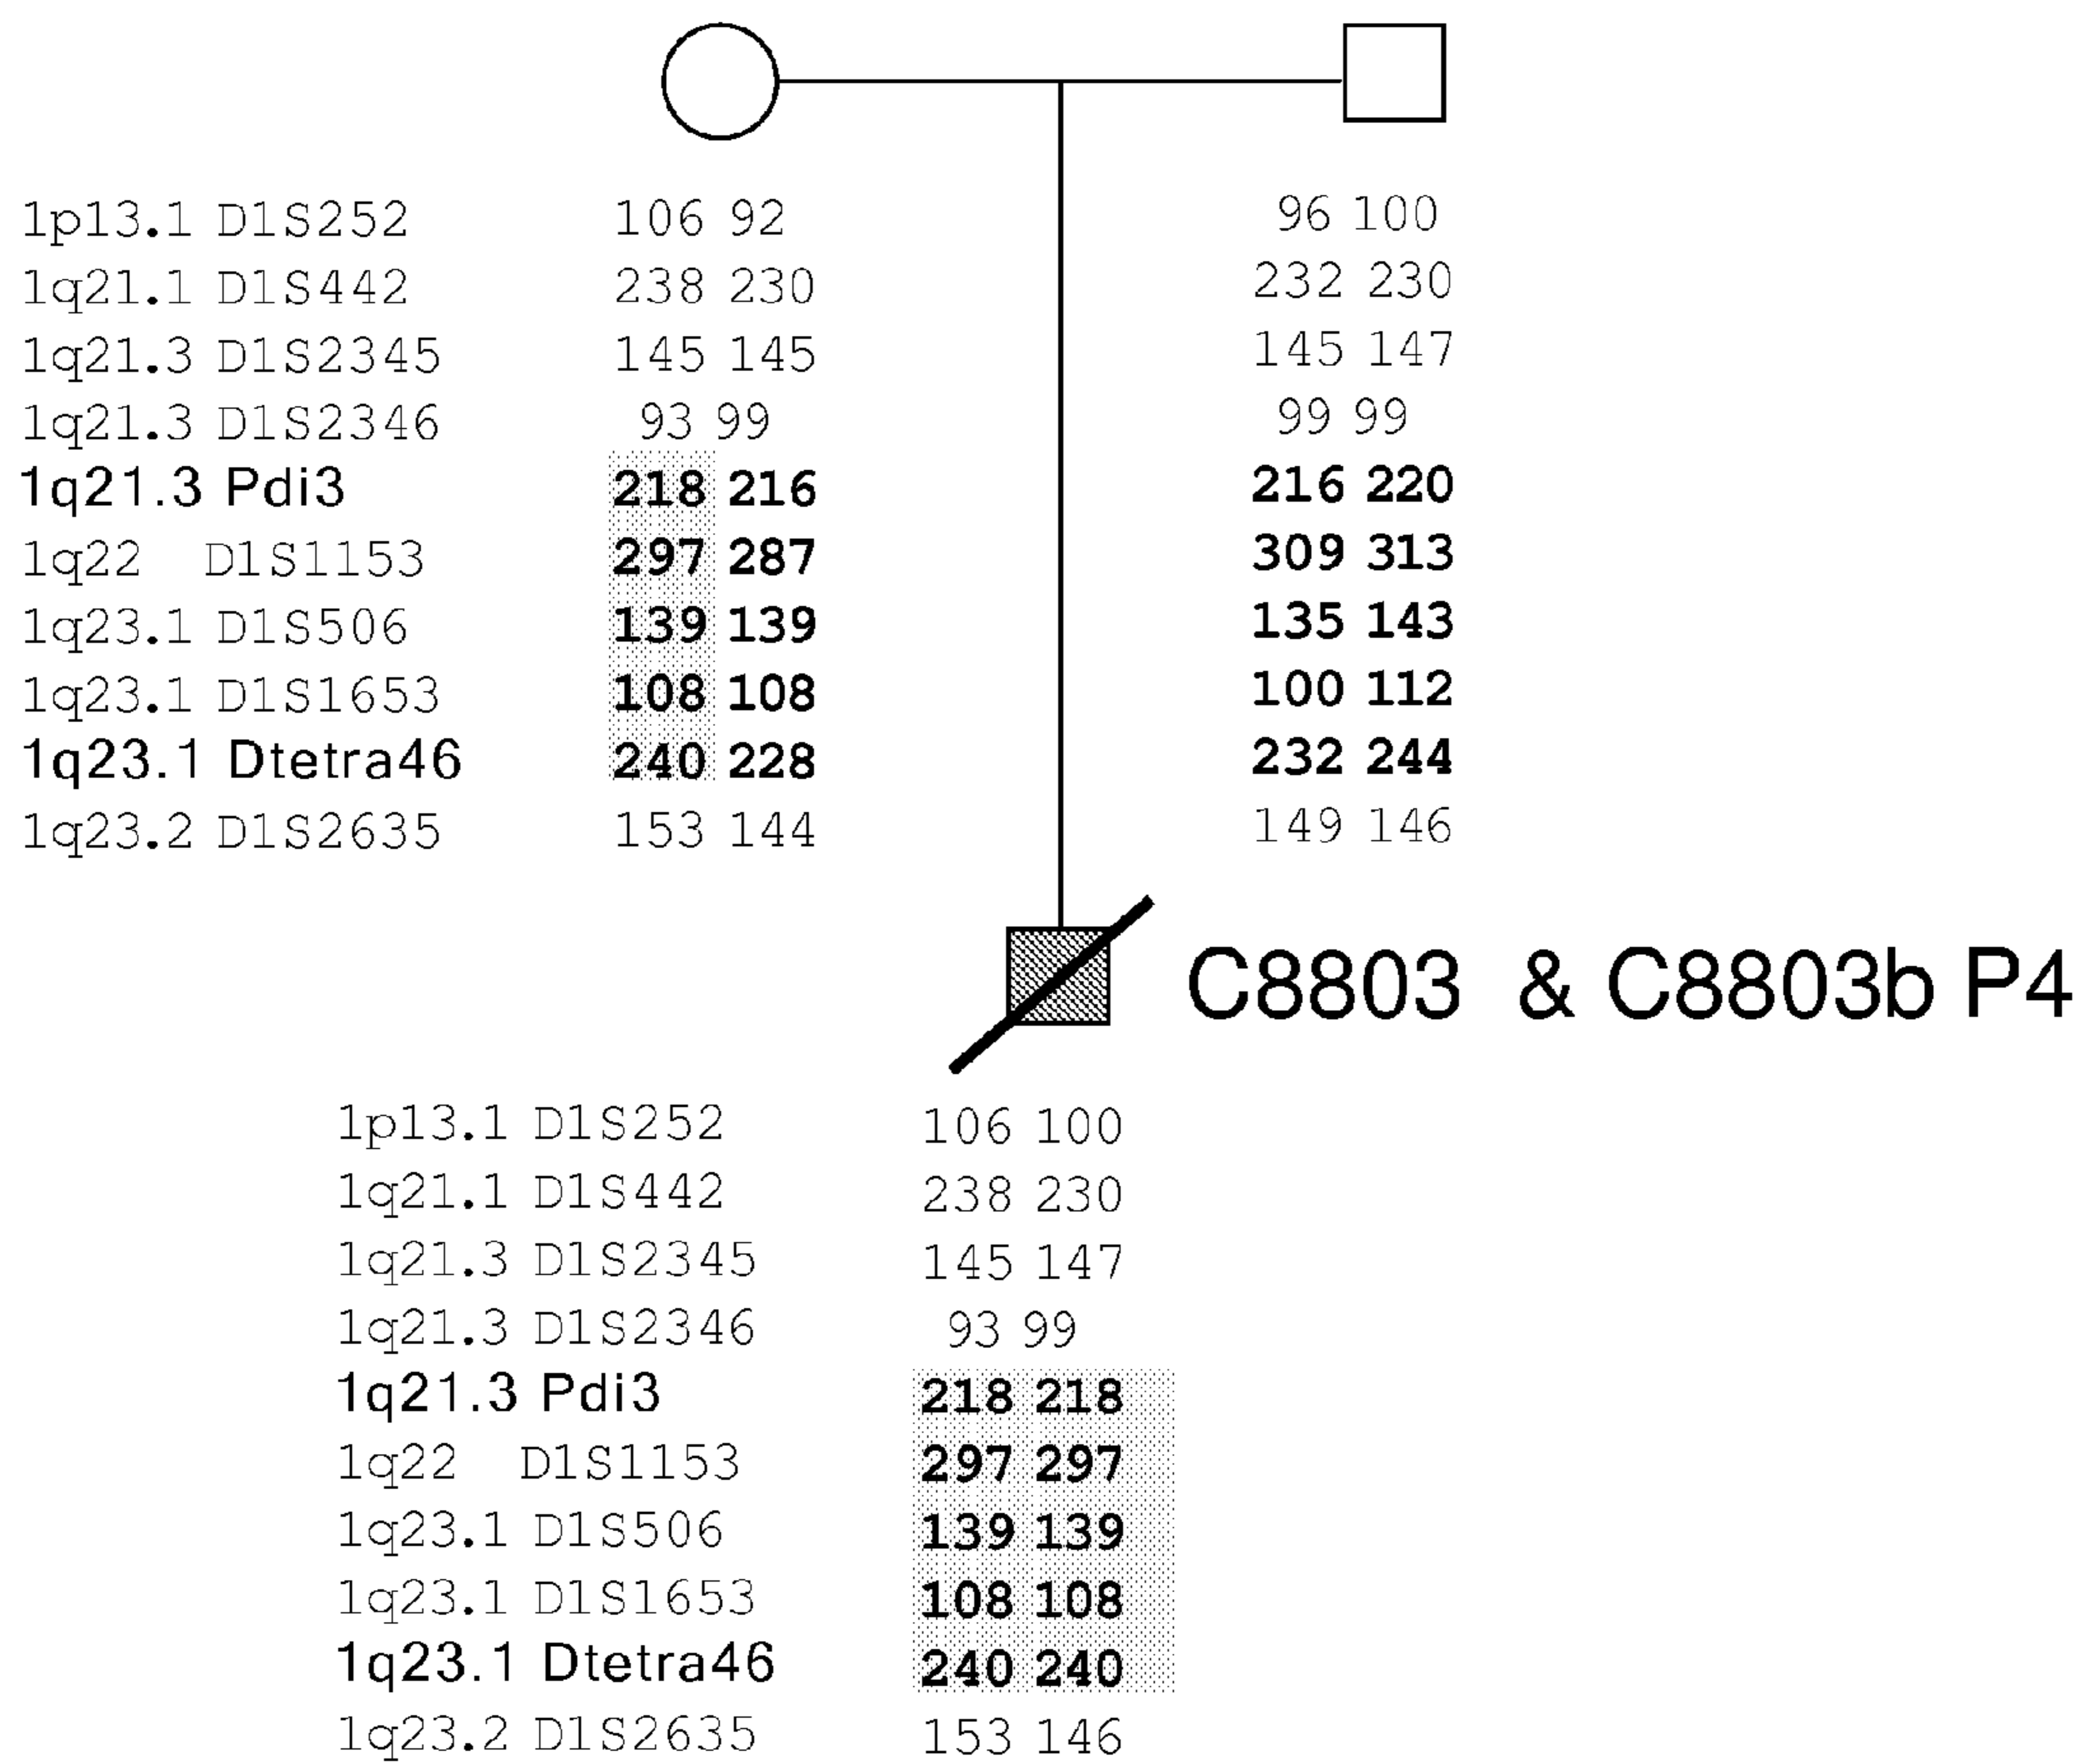 1p13.1 D1S252 106 92 96 100
1q21.1 D1S442 238 230 232 230
1q21.3 D1S2345 145 145 145 147
1q21.3 D1S2346 93 99 99 99
1q21.3 Pdi3 218 216 216 220
1q22 D1S1153 297 287 309 313
1q23.1 D1S506 139 139 135 143
1q23.1 D1S1653 108 108 100 112
1q23.1 Dtetra46 240 228 232 244
1q23.2 D1S2635 153 144 149 146
C8803 & C8803b P4
1p13.1 D1S252 106 100
1q21.1 D1S442 238 230
1q21.3 D1S2345 145 147
1q21.3 D1S2346 93 99
1q21.3 Pdi3 218 218
1q22 D1S1153 297 297
1q23.1 D1S506 139 139
1q23.1 D1S1653 108 108
1q23.1 Dtetra46 240 240
1q23.2 D1S2635 153 146